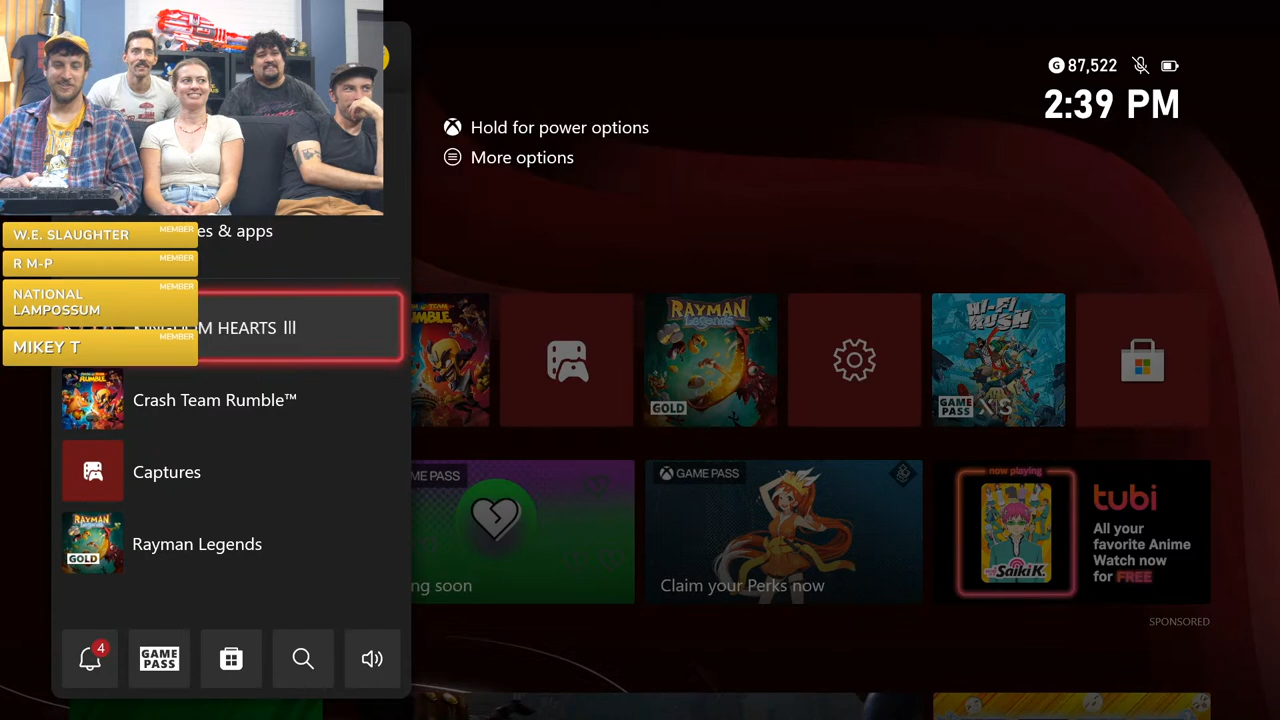 G 87,522
2:39 PM
Hold for power options
More options
es & apps
W.E. SLAUGHTER
MEMBER
R M-P
MEMBER
NATIONAL
LAMPOSSUM
MEMBER
MIKEY T
MEMBER
HEARTS III
Crash Team Rumble™
Captures
Rayman Legends
GOLD
4
GAME
PASS
RUMBLE
RAYMAN
Legends
GOLD
HI-FI
RUSH
GAME
PASS
X|S
ME PASS
ng soon
GAME PASS
Claim your Perks now
now playing
Saiki K.
tubi
All your
favorite Anime
Watch now
for FREE
SPONSORED